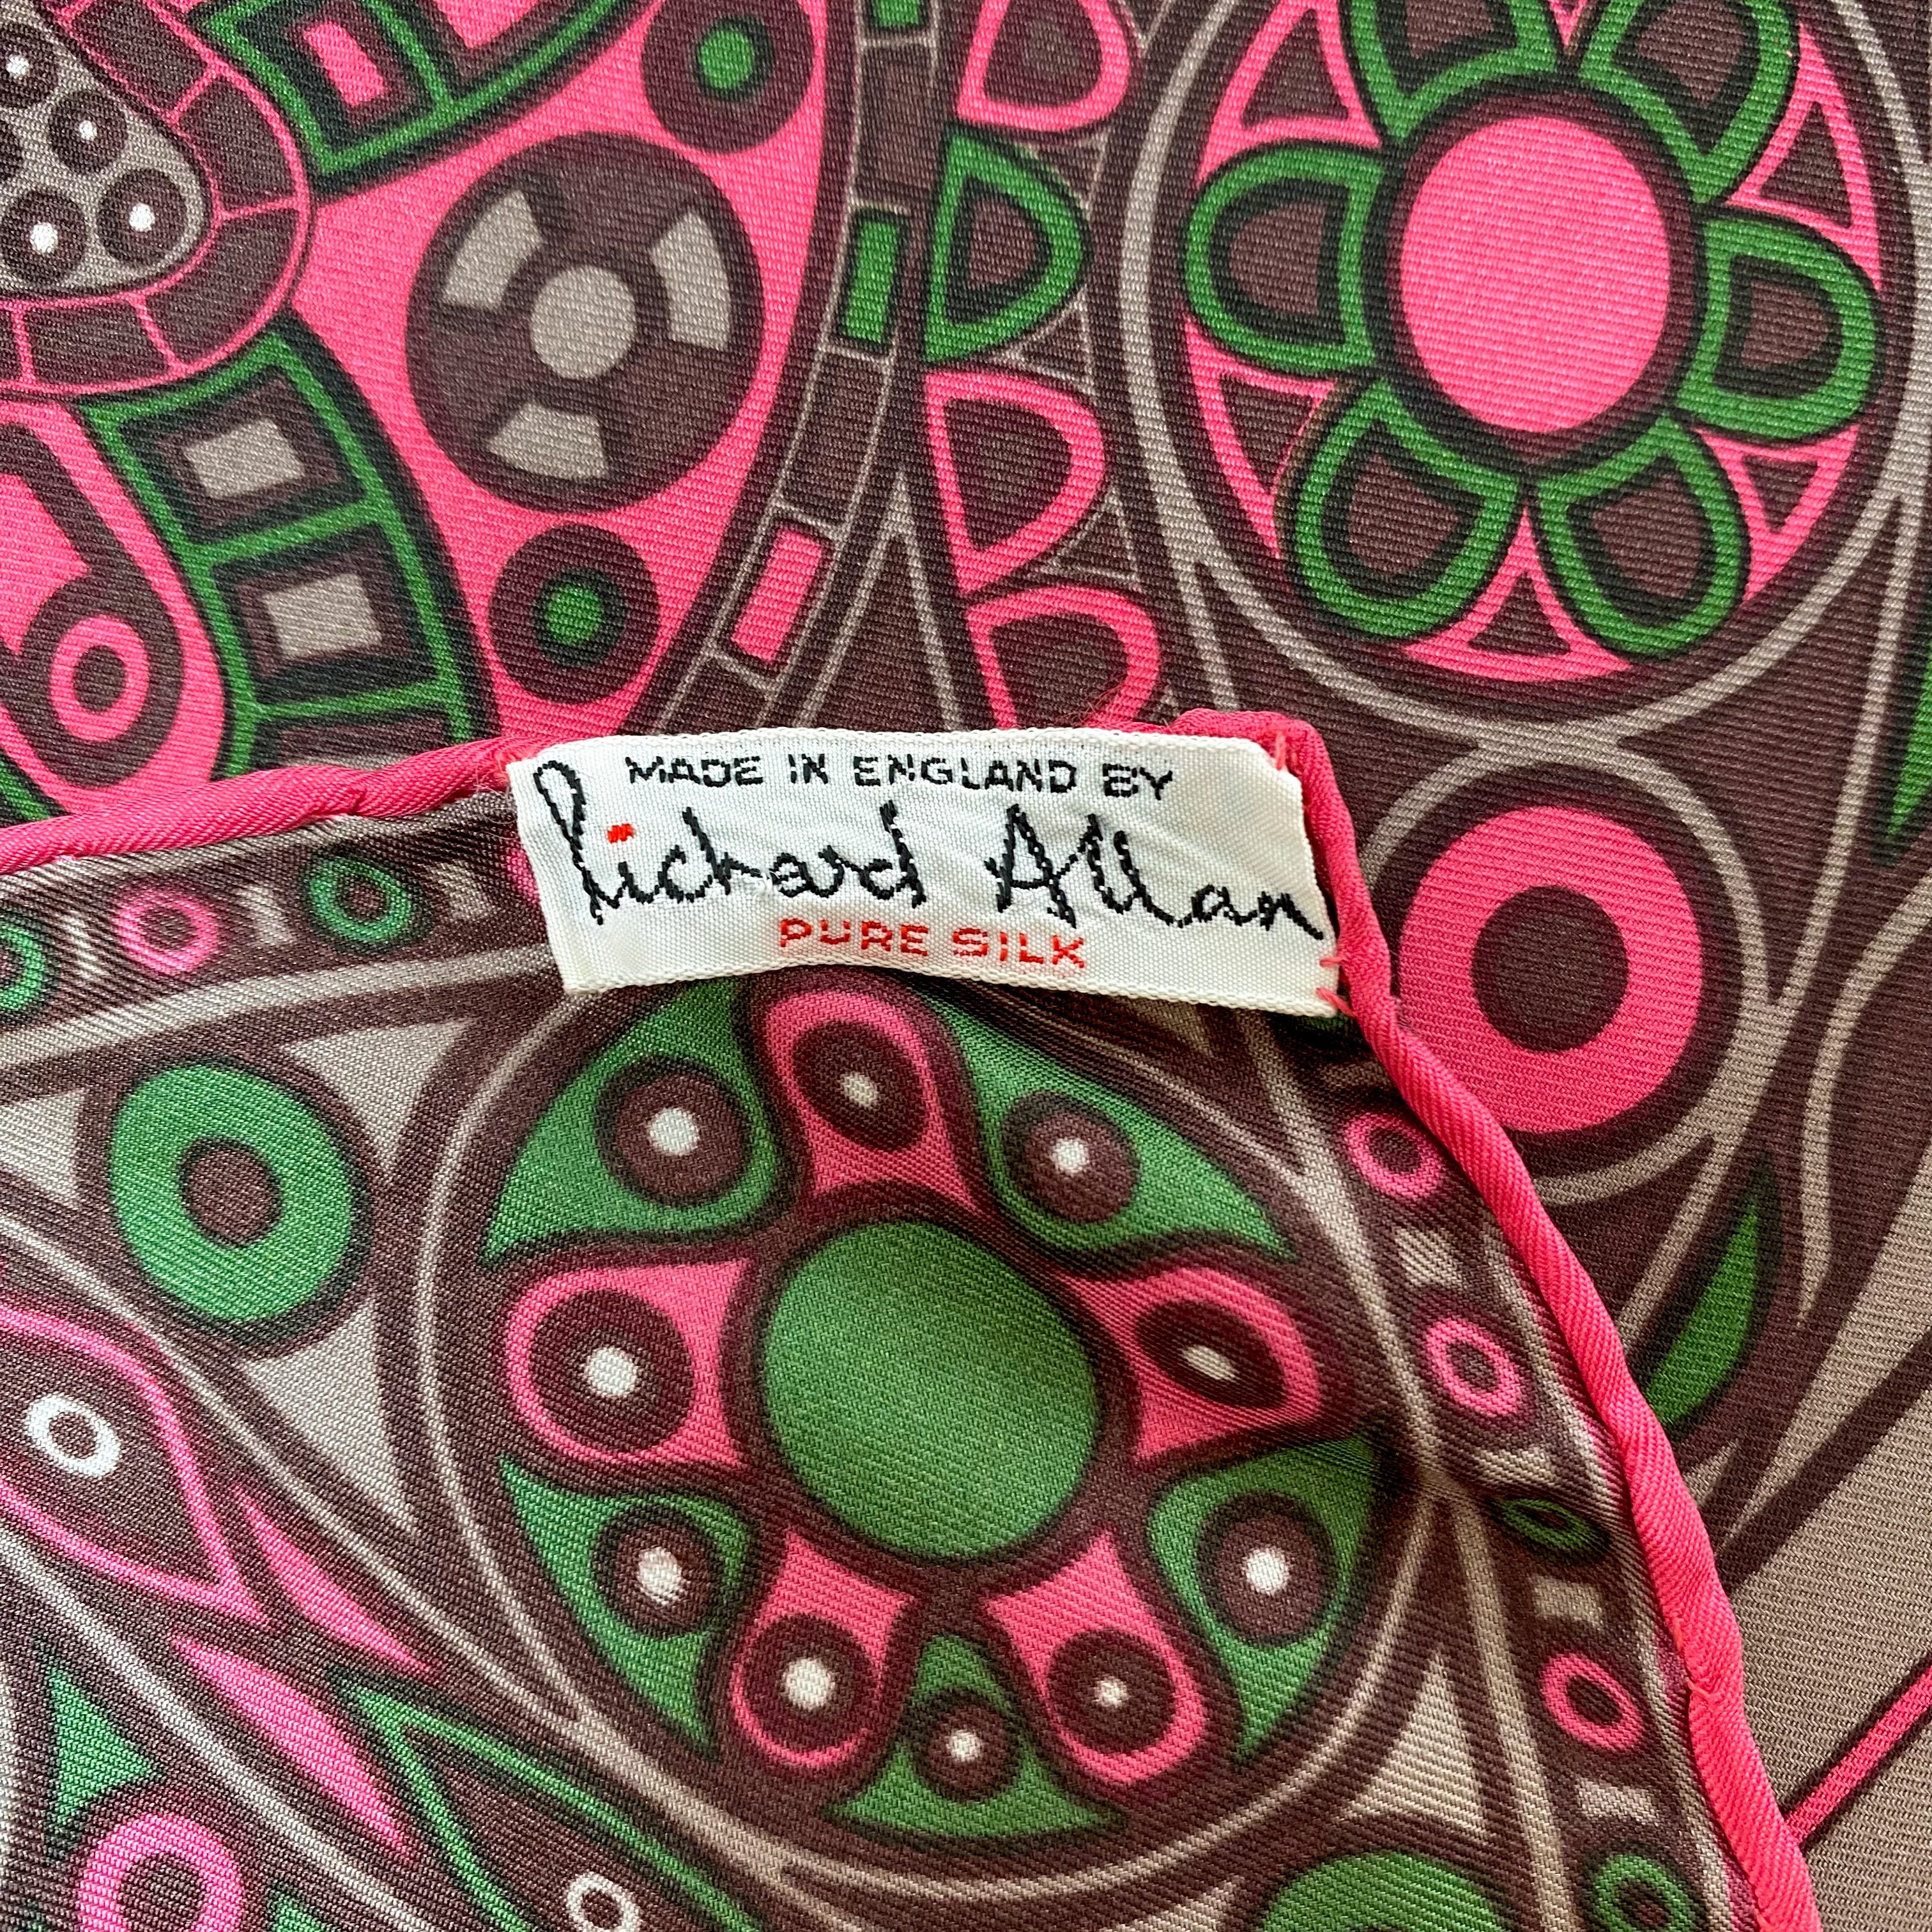 MADE IN ENGLAND BY
Richard Allan
PURE SILK